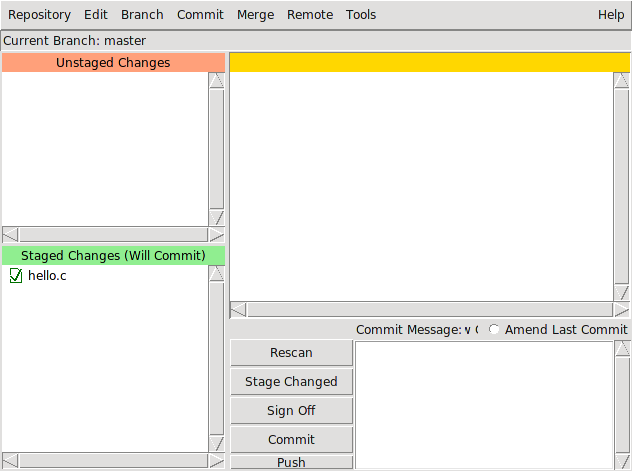 Repository Edit Branch Commit Merge Remote Tools Help
Current Branch: master
Unstaged Changes
Staged Changes (Will Commit)
hello.c
Commit Message: Amend Last Commit
Rescan
Stage Changed
Sign Off
Commit
Push